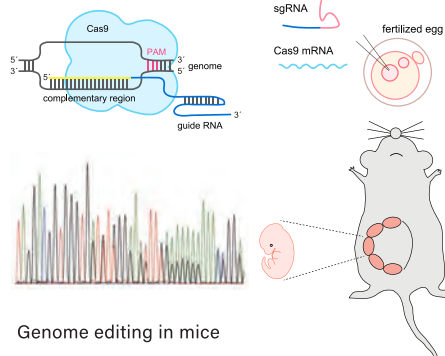 Cas9
PAM
5´ 3´
3´ 5´ genome
5´
complementary region
3´
guide RNA
sgRNA
Cas9 mRNA
fertilized egg
Genome editing in mice